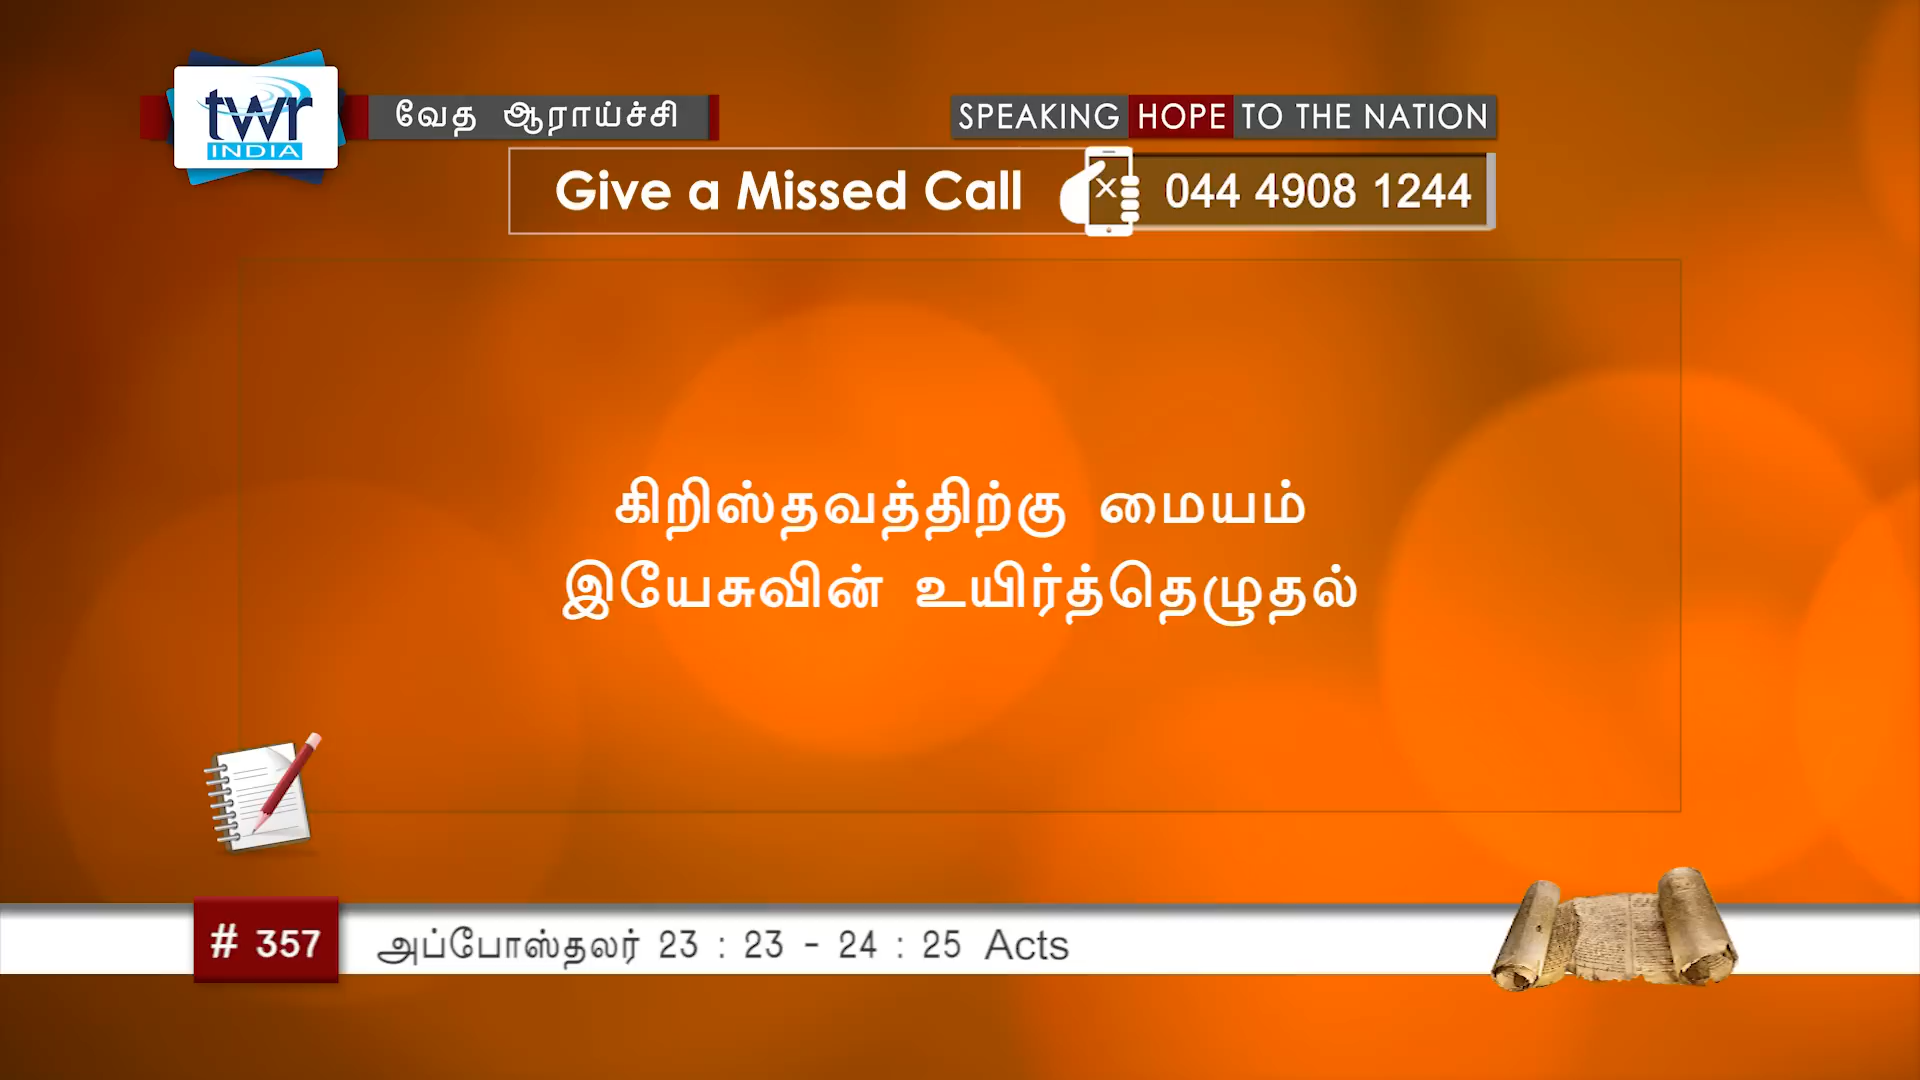 twr
INDIA
வேத ஆராய்ச்சி
SPEAKING HOPE TO THE NATION
Give a Missed Call
044 4908 1244
கிறிஸ்தவத்திற்கு மையம்
இயேசுவின் உயிர்த்தெழுதல்
# 357
அப்போஸ்தலர் 23 : 23 - 24 : 25 Acts